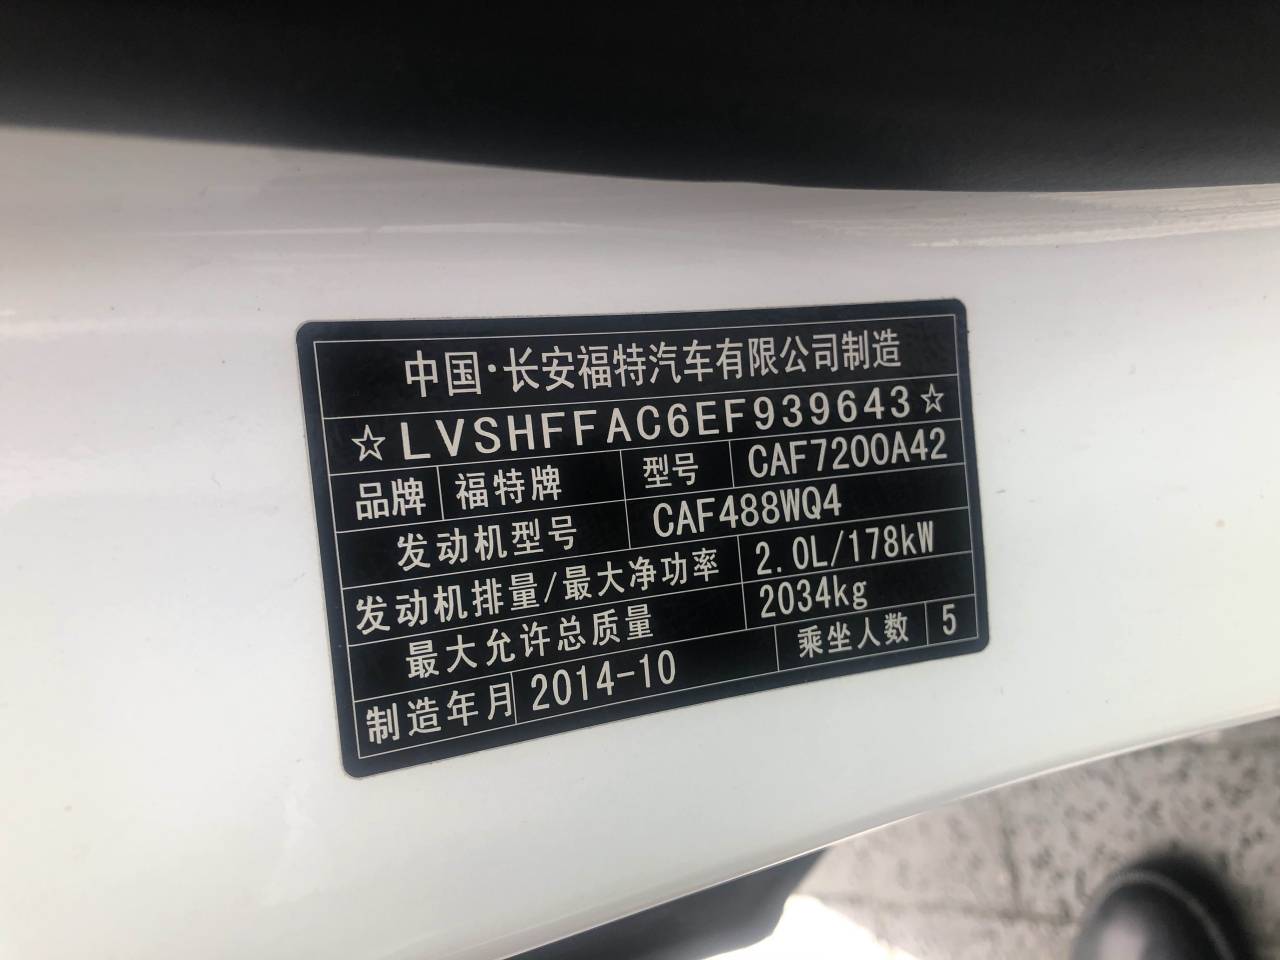 中国·长安福特汽车有限公司制造
☆LVSHFFAC6EF939643☆
品牌 福特牌 型号 CAF7200A42
发动机型号 CAF488WQ4
发动机排量/最大净功率 2.0L/178kW
最大允许总质量 2034kg
制造年月 2014-10 乘坐人数 5